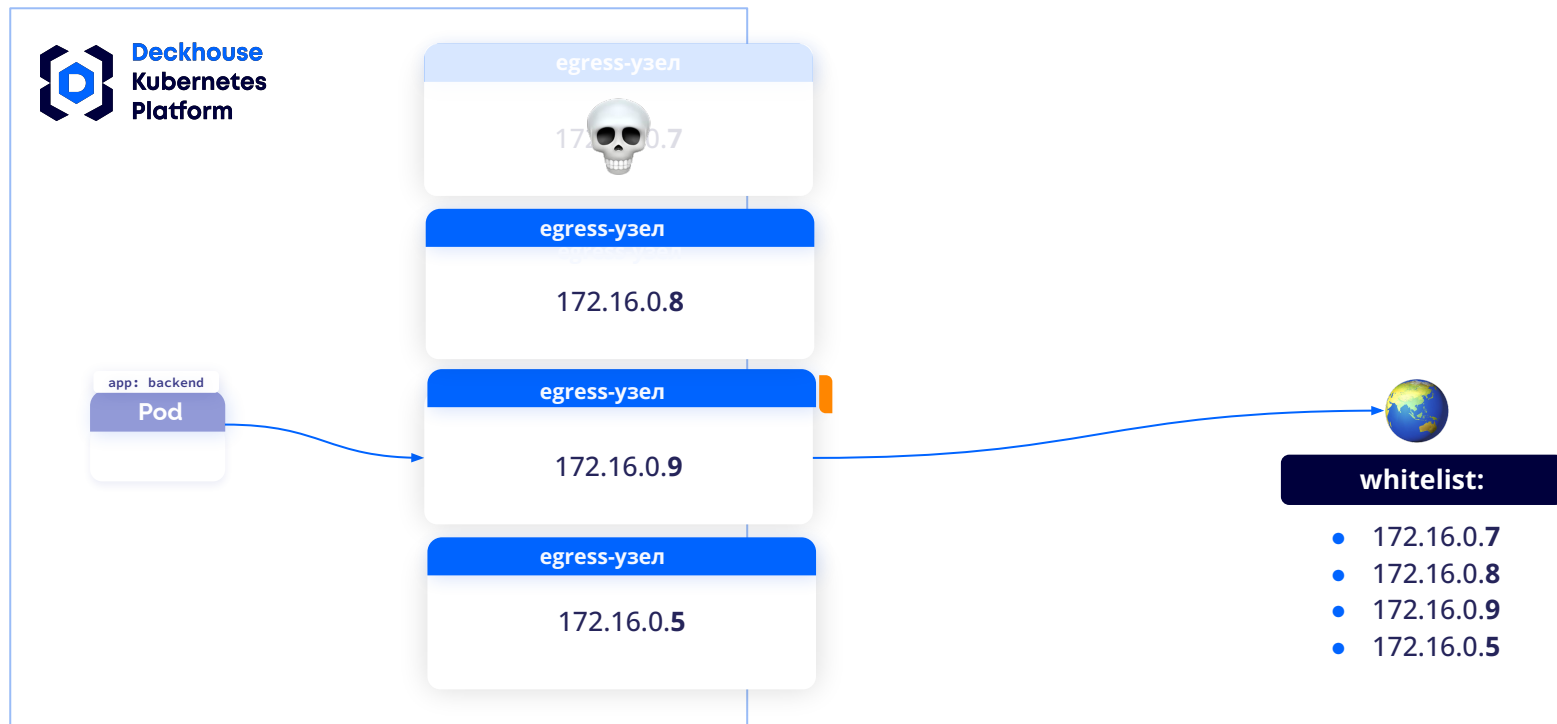 Deckhouse
Kubernetes
Platform
egress-узел
172.16.0.8
egress-узел
172.16.0.9
egress-узел
172.16.0.5
egress-узел
app: backend
Pod
whitelist:
172.16.0.7
172.16.0.8
172.16.0.9
172.16.0.5